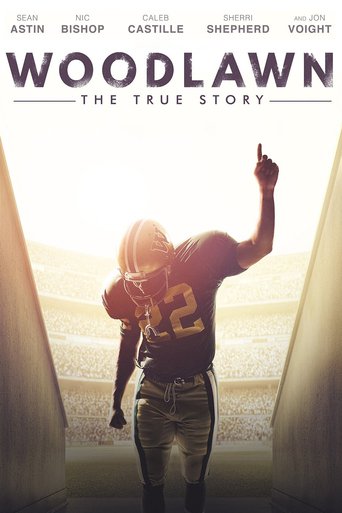 SEAN ASTIN NIC BISHOP CALEB CASTILLE SHERRI SHEPHERD AND JON VOIGHT
WOODLAWN
THE TRUE STORY
22